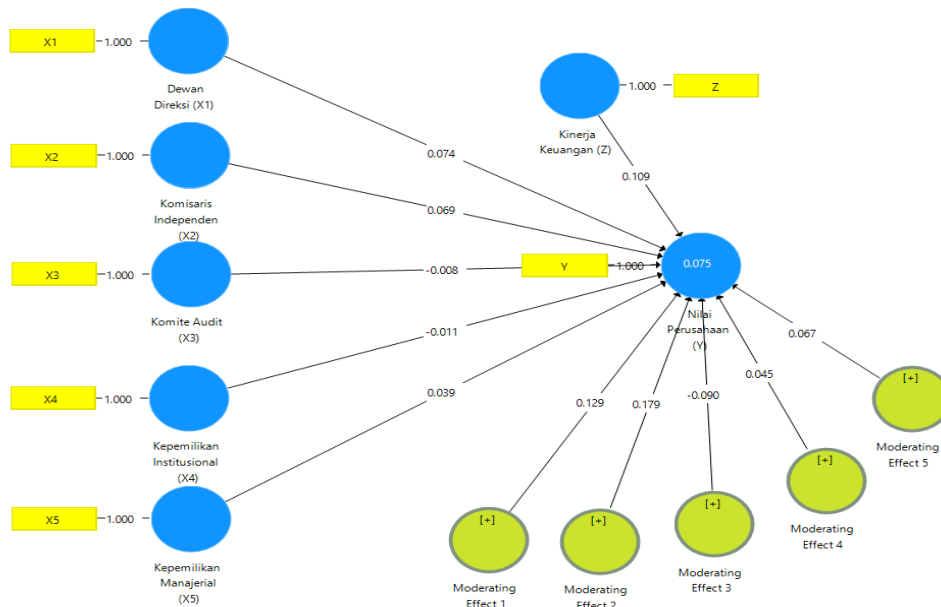 X1
1.000
Dewan
Direksi (X1)
X2
1.000
Komisaris
Independen
(X2)
X3
1.000
Komite Audit
(X3)
X4
1.000
Kepemilikan
Institusional
(X4)
X5
1.000
Kepemilikan
Manajerial
(X5)
0.074
0.069
-0.008
-0.011
0.039
Z
1.000
Kinerja
Keuangan (Z)
0.109
Y
1.000
0.075
Nilai
Perusahaan
(Y)
0.129
0.179
-0.090
0.045
0.067
[+]
Moderating
Effect 1
[+]
Moderating
Effect 2
[+]
Moderating
Effect 3
[+]
Moderating
Effect 4
[+]
Moderating
Effect 5